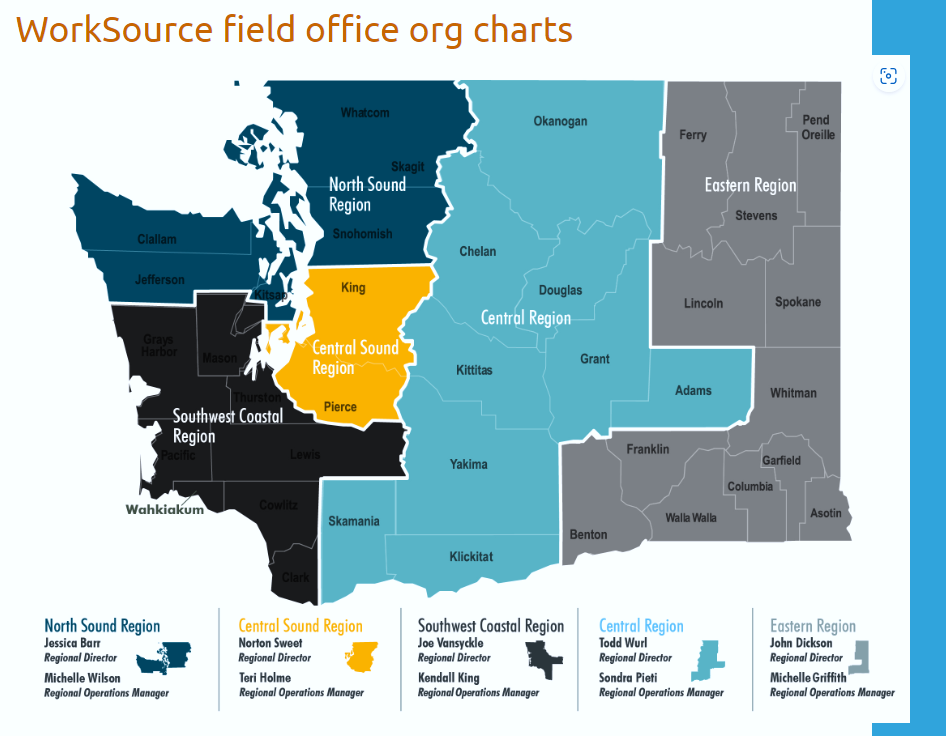 WorkSource field office org charts
Whatcom
Okanogan
Ferry
Pend
Oreille
Skagit
North Sound
Region
Eastern Region
Stevens
Snohomish
Clallam
Chelan
Jefferson
Kitsap
King
Douglas
Lincoln
Spokane
Central Region
Grays
Harbor
Mason
Central Sound
Region
Kittitas
Grant
Adams
Whitman
Thurston
Pierce
Southwest Coastal
Region
Pacific
Lewis
Yakima
Franklin
Garfield
Columbia
Wahkiakum
Cowlitz
Skamania
Walla Walla
Asotin
Benton
Klickitat
Clark
North Sound Region
Jessica Barr
Regional Director
Michelle Wilson
Regional Operations Manager
Central Sound Region
Norton Sweet
Regional Director
Teri Holme
Regional Operations Manager
Southwest Coastal Region
Joe Vansyckle
Regional Director
Kendall King
Regional Operations Manager
Central Region
Todd Wurl
Regional Director
Sondra Pieti
Regional Operations Manager
Eastern Region
John Dickson
Regional Director
Michelle Griffith
Regional Operations Manager